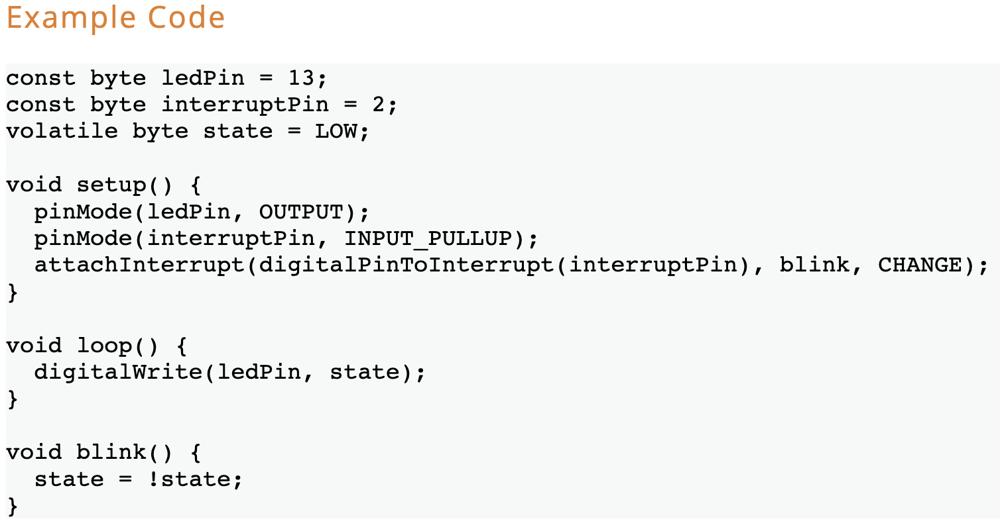 Example Code
const byte ledPin = 13;
const byte interruptPin = 2;
volatile byte state = LOW;
void setup() {
  pinMode(ledPin, OUTPUT);
  pinMode(interruptPin, INPUT_PULLUP);
  attachInterrupt(digitalPinToInterrupt(interruptPin), blink, CHANGE);
}
void loop() {
  digitalWrite(ledPin, state);
}
void blink() {
  state = !state;
}